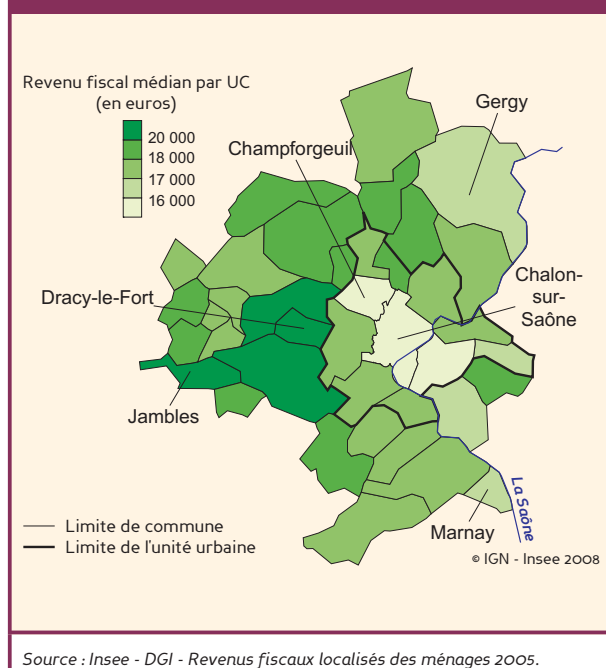 Revenu fiscal médian par UC
(en euros)
20 000
18 000
17 000
16 000
Gergy
Champforgeuil
Dracy-le-Fort
Chalon-
sur-
Saône
Jambles
La Saône
Marnay
Limite de commune
Limite de l'unité urbaine
© IGN - Insee 2008
Source : Insee - DGI - Revenus fiscaux localisés des ménages 2005.